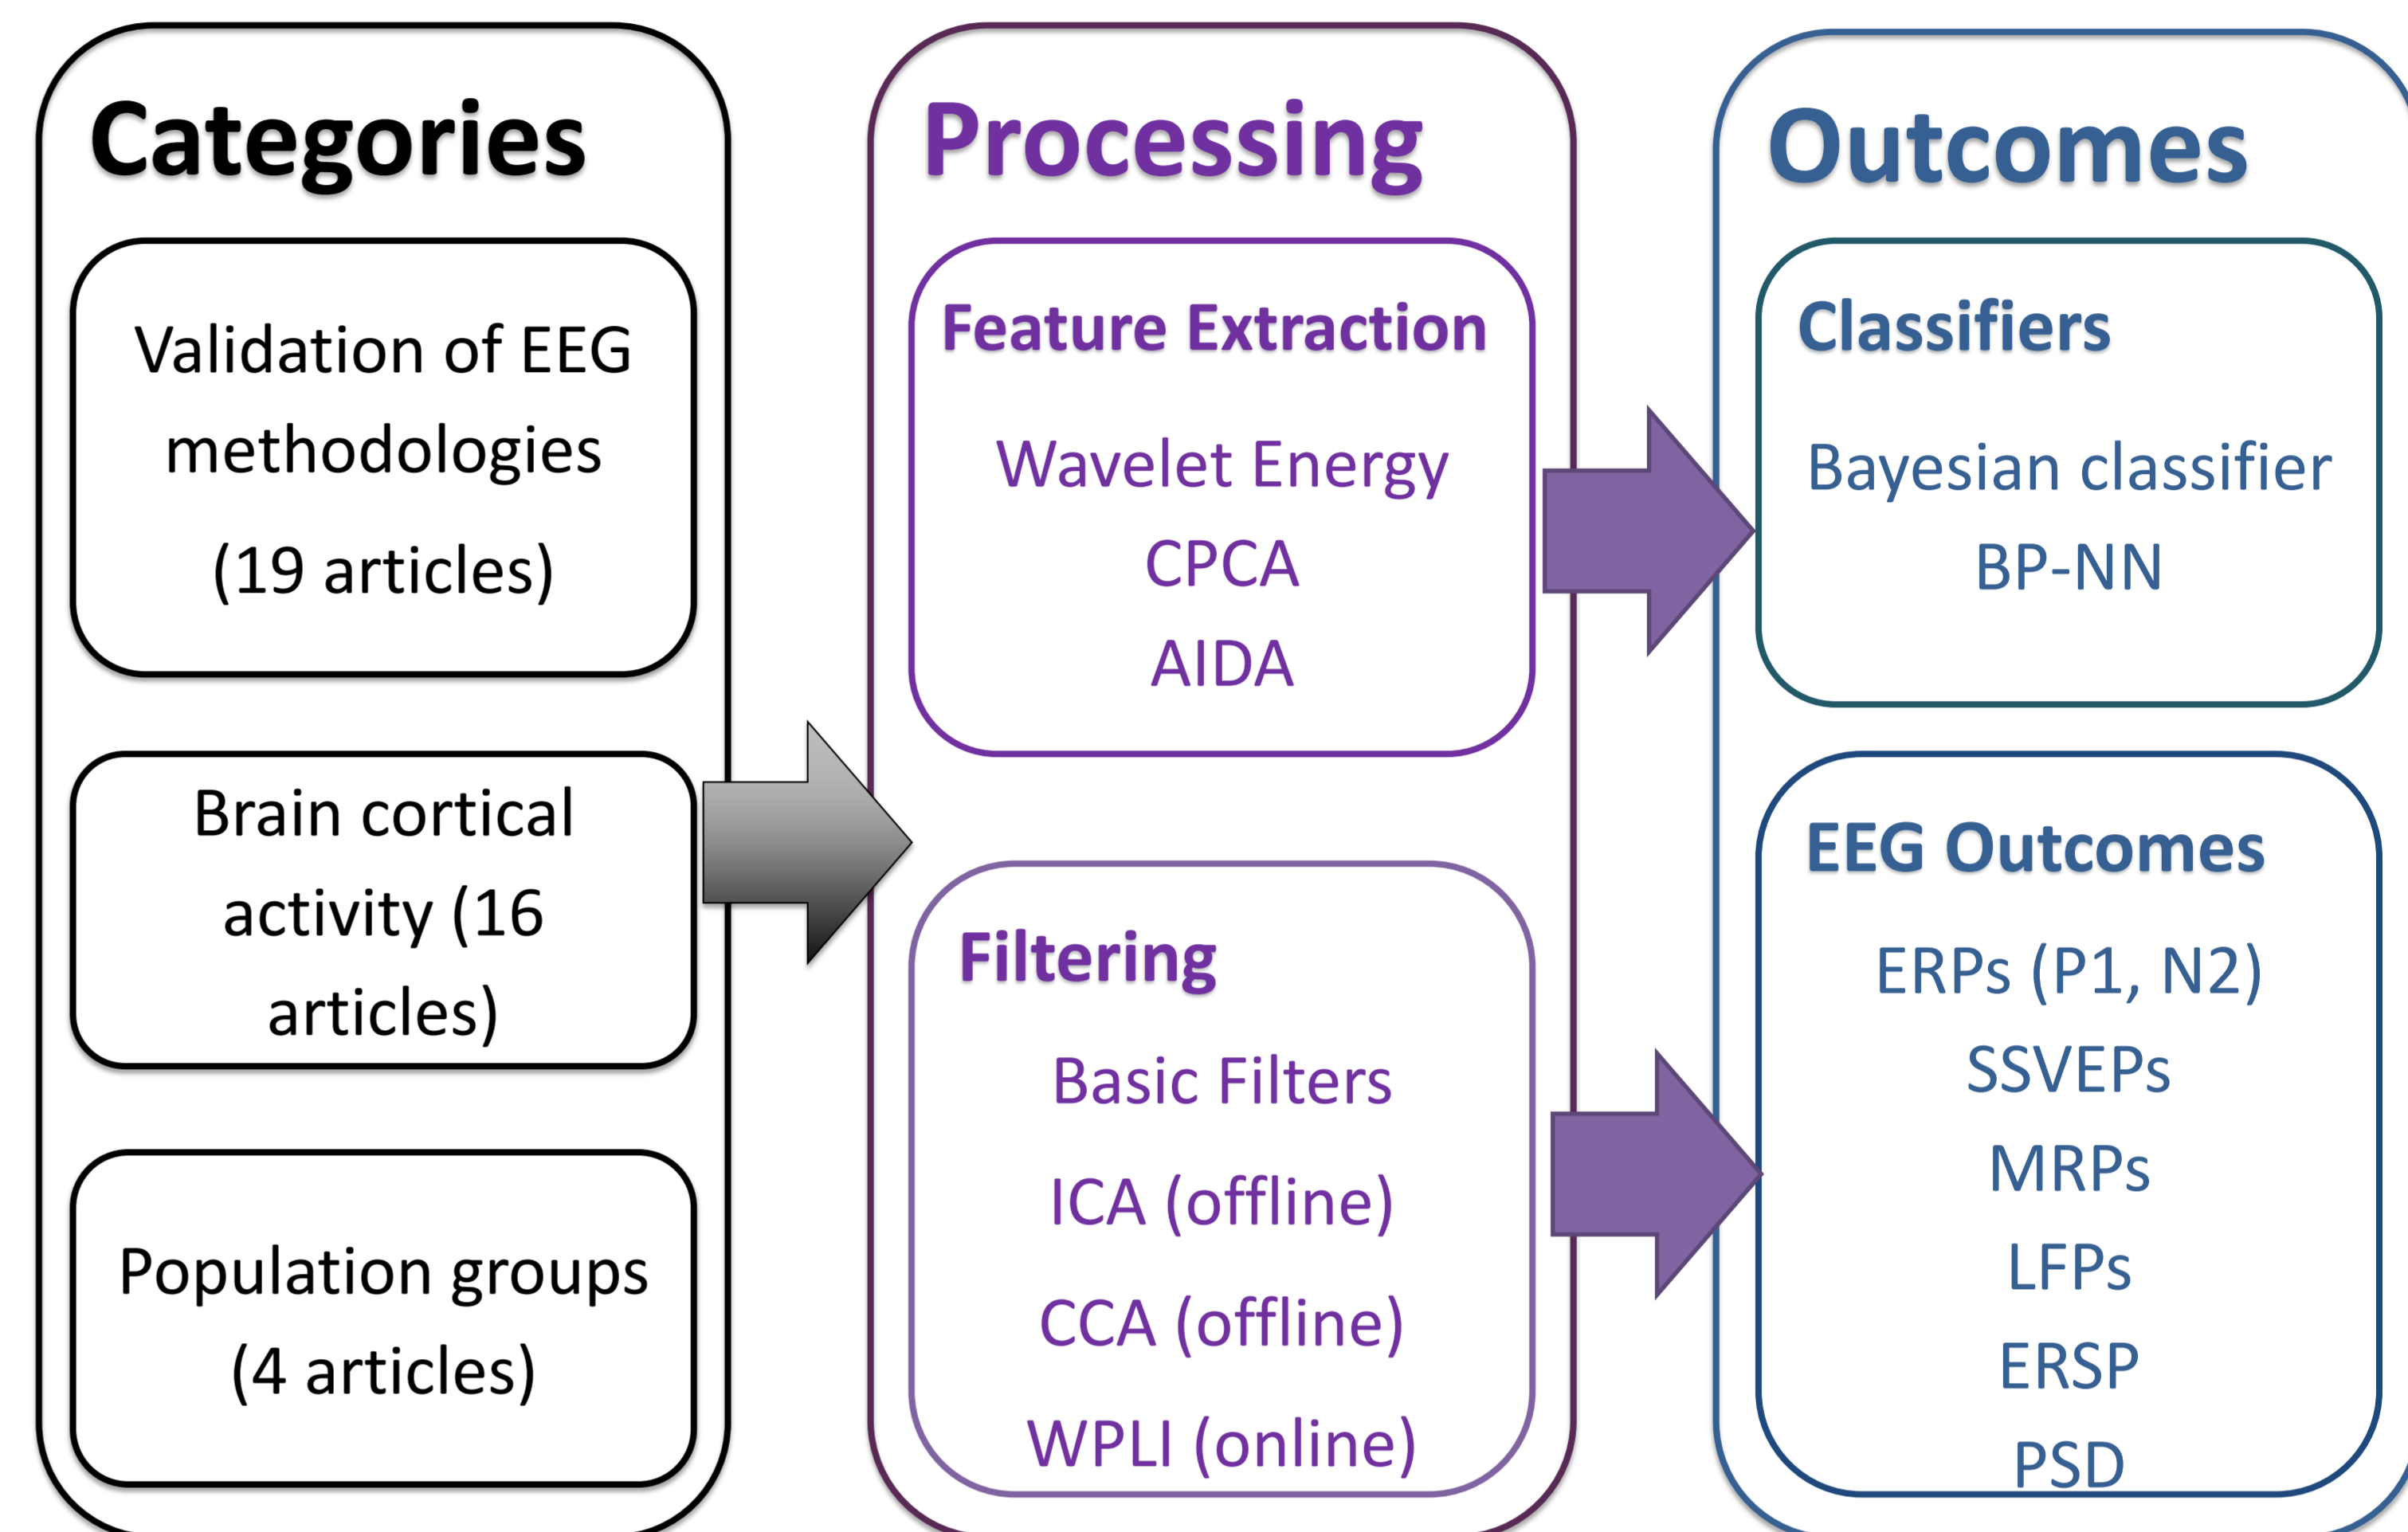 Categories
Validation of EEG
methodologies
(19 articles)
Brain cortical
activity (16
articles)
Population groups
(4 articles)
Processing
Feature Extraction
Wavelet Energy
CPCA
AIDA
Filtering
Basic Filters
ICA (offline)
CCA (offline)
WPLI (online)
Outcomes
Classifiers
Bayesian classifier
BP-NN
EEG Outcomes
ERPs (P1, N2)
SSVEPs
MRPs
LFPs
ERSP
PSD